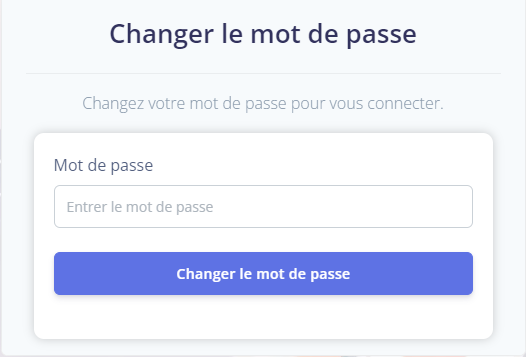 Changer le mot de passe
Changez votre mot de passe pour vous connecter.
Mot de passe
Entrer le mot de passe
Changer le mot de passe